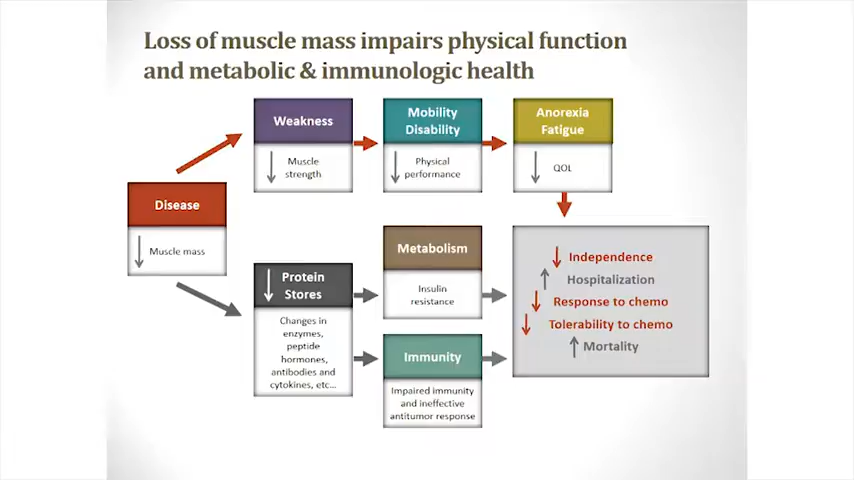 Loss of muscle mass impairs physical function
and metabolic & immunologic health
Weakness
Muscle
strength
Mobility
Disability
Physical
performance
Anorexia
Fatigue
QOL
Disease
Muscle mass
Protein
Stores
Changes in
enzymes,
peptide
hormones,
antibodies and
cytokines, etc...
Metabolism
Insulin
resistance
Immunity
Impaired immunity
and ineffective
antitumor response
Independence
Hospitalization
Response to chemo
Tolerability to chemo
Mortality